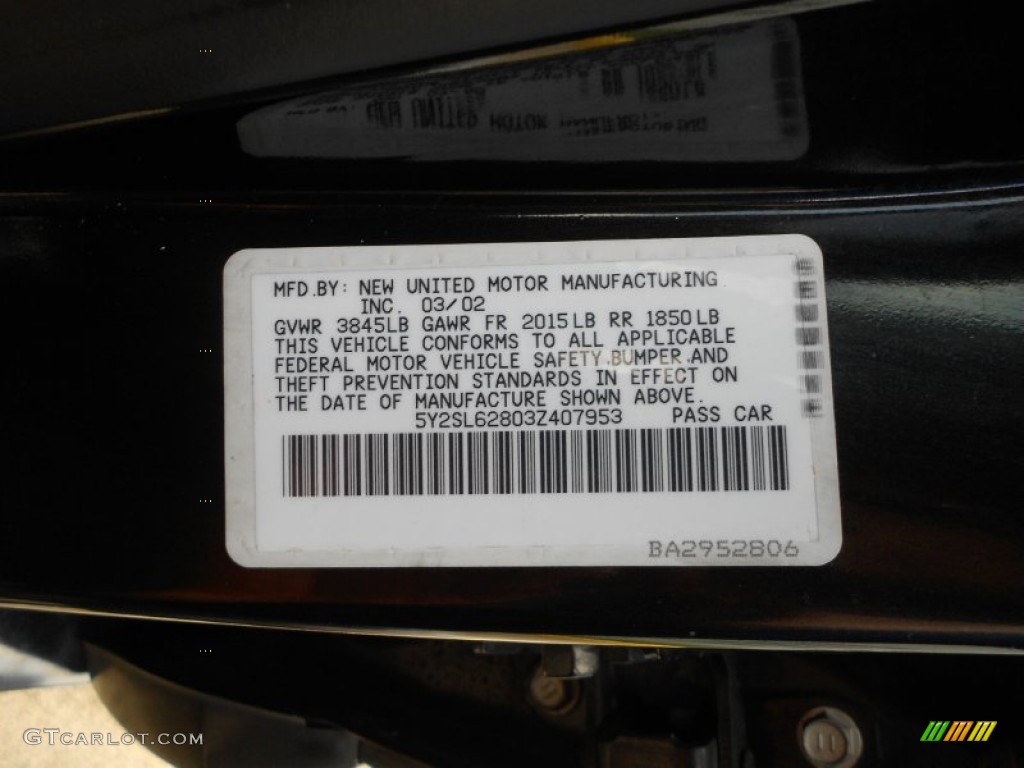 MFD.BY: NEW UNITED MOTOR MANUFACTURING
INC. 03/02
GVWR 3845LB GAWR FR 2015LB RR 1850LB
THIS VEHICLE CONFORMS TO ALL APPLICABLE
FEDERAL MOTOR VEHICLE SAFETY.BUMPER.AND
THEFT PREVENTION STANDARDS IN EFFECT ON
THE DATE OF MANUFACTURE SHOWN ABOVE.
5Y2SL62803Z407953 PASS CAR
BA2952806
GTCARLOT.COM